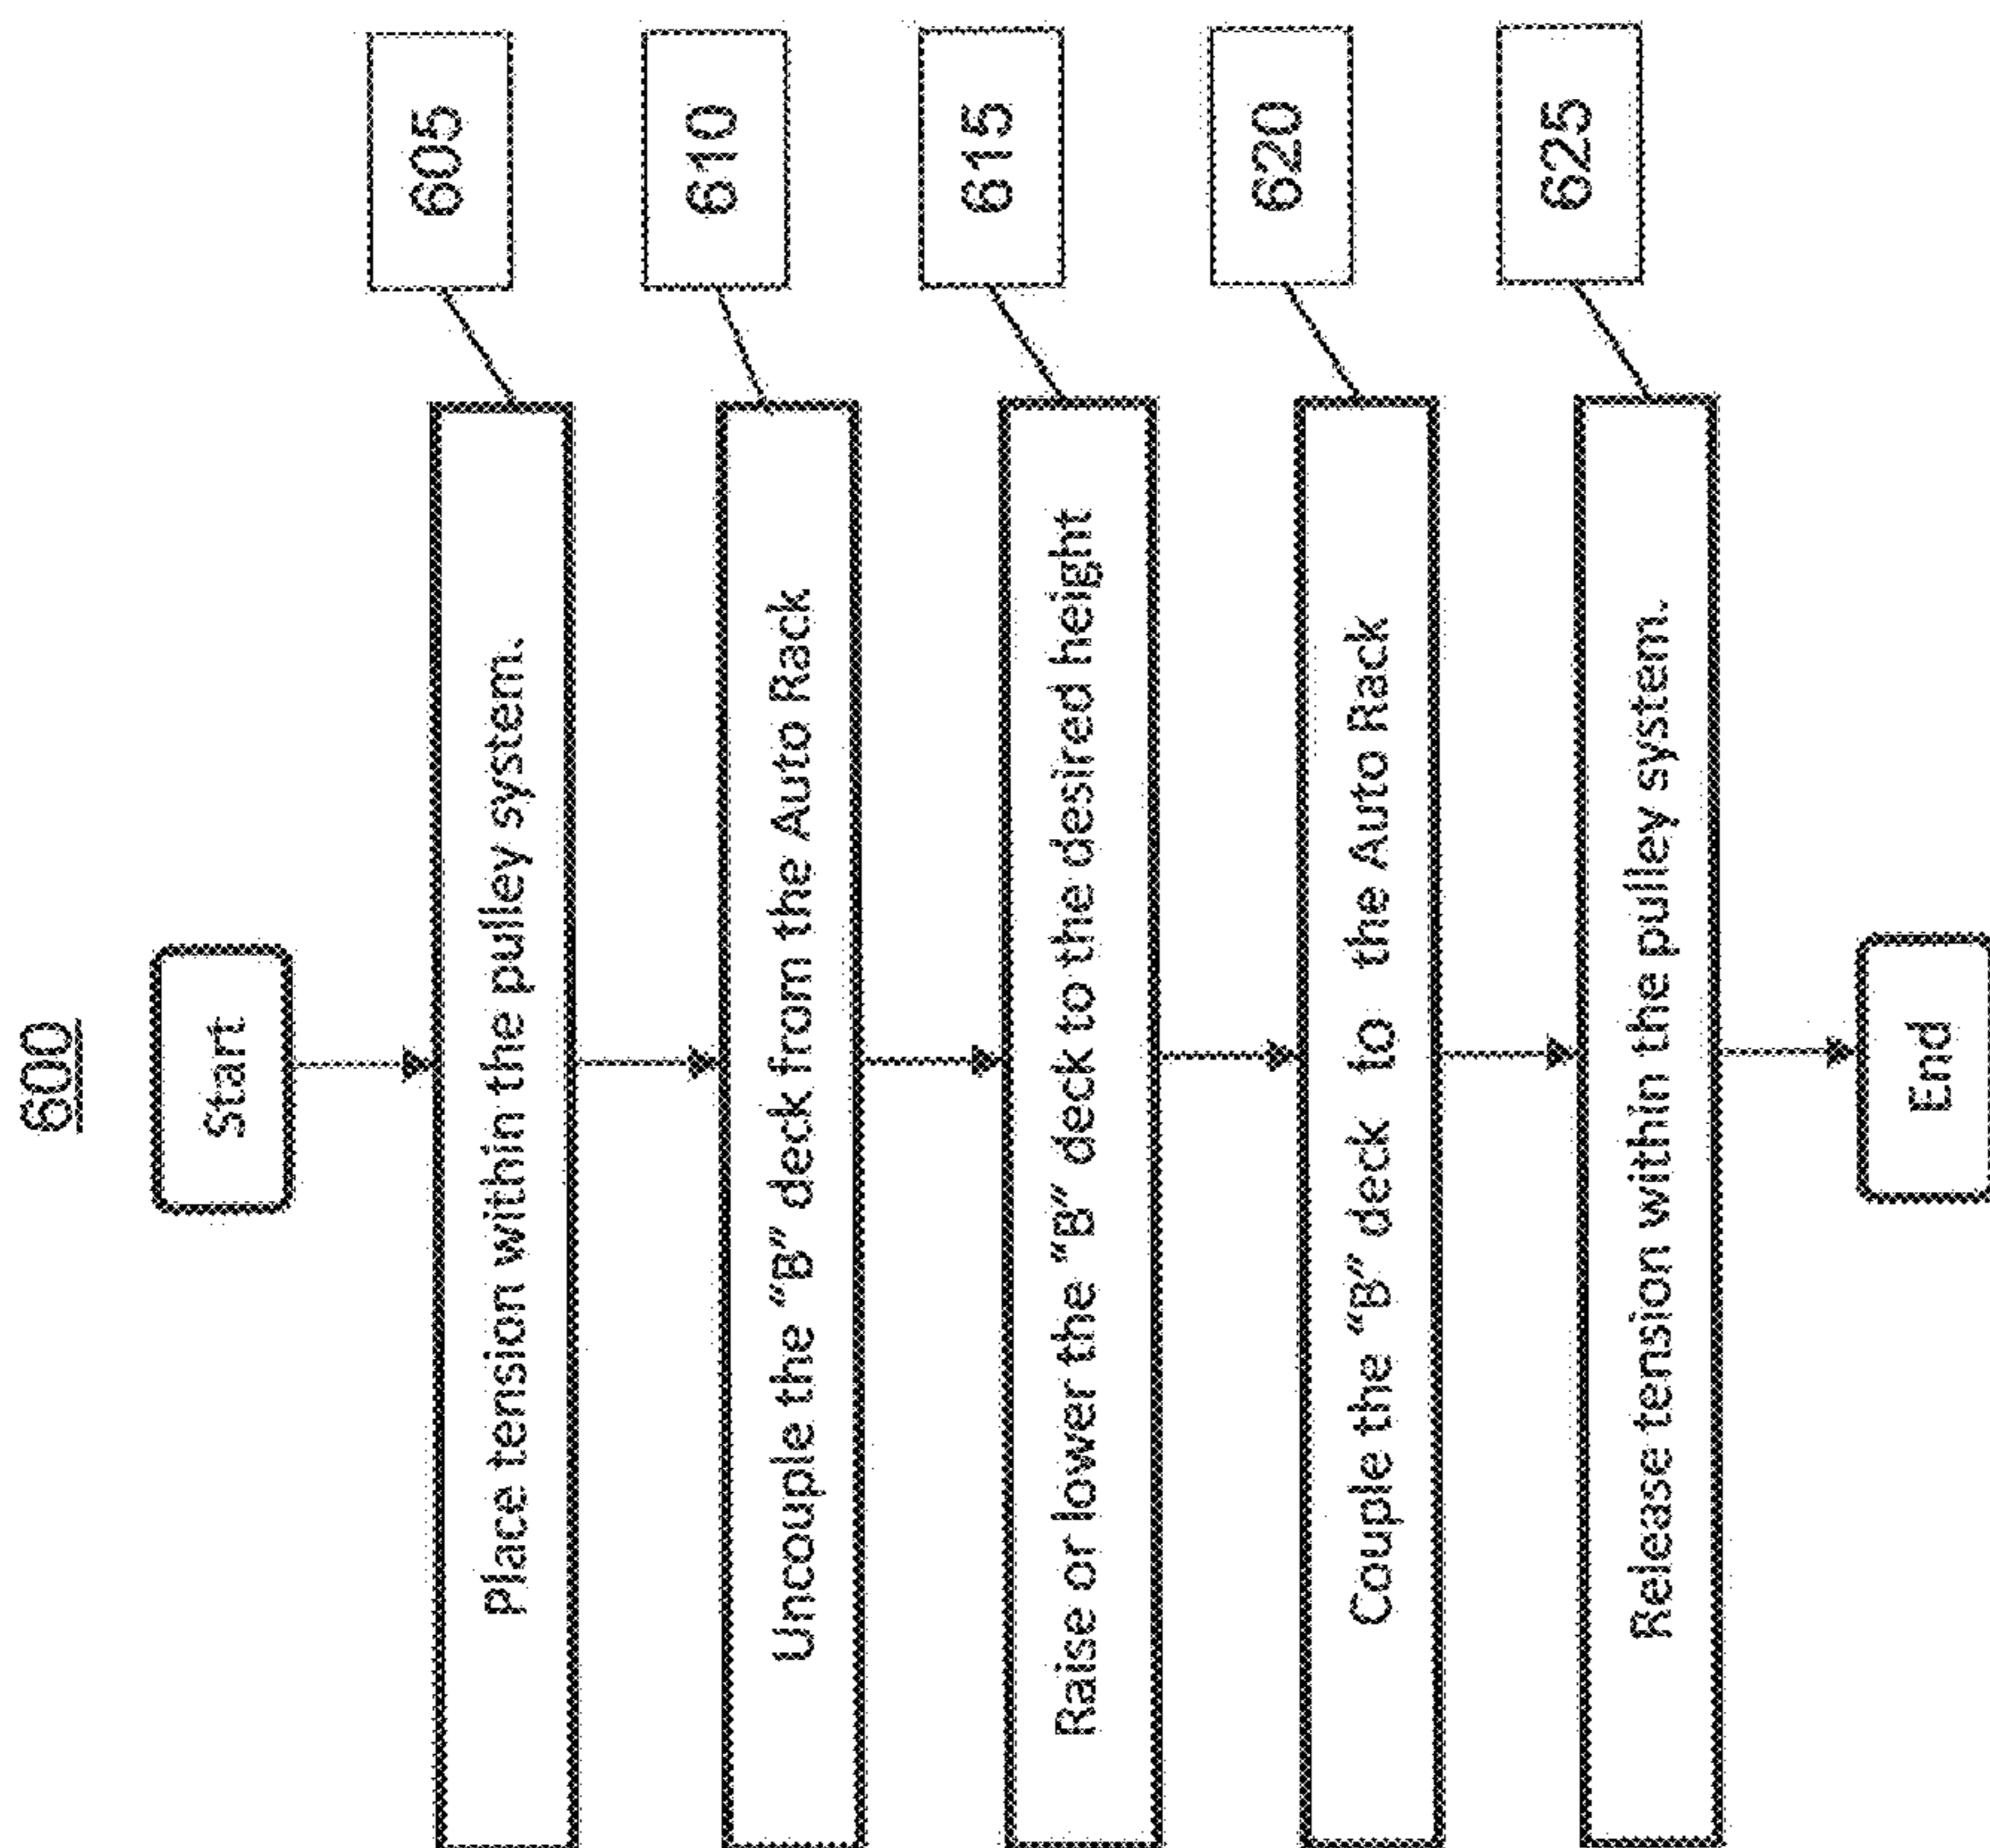 600
Start
Place tension within the pulley system.
605
Uncouple the “B” deck from the Auto Rack
610
Raise or lower the “B” deck to the desired height
615
Couple the “B” deck to the Auto Rack
620
Release tension within the pulley system.
625
End